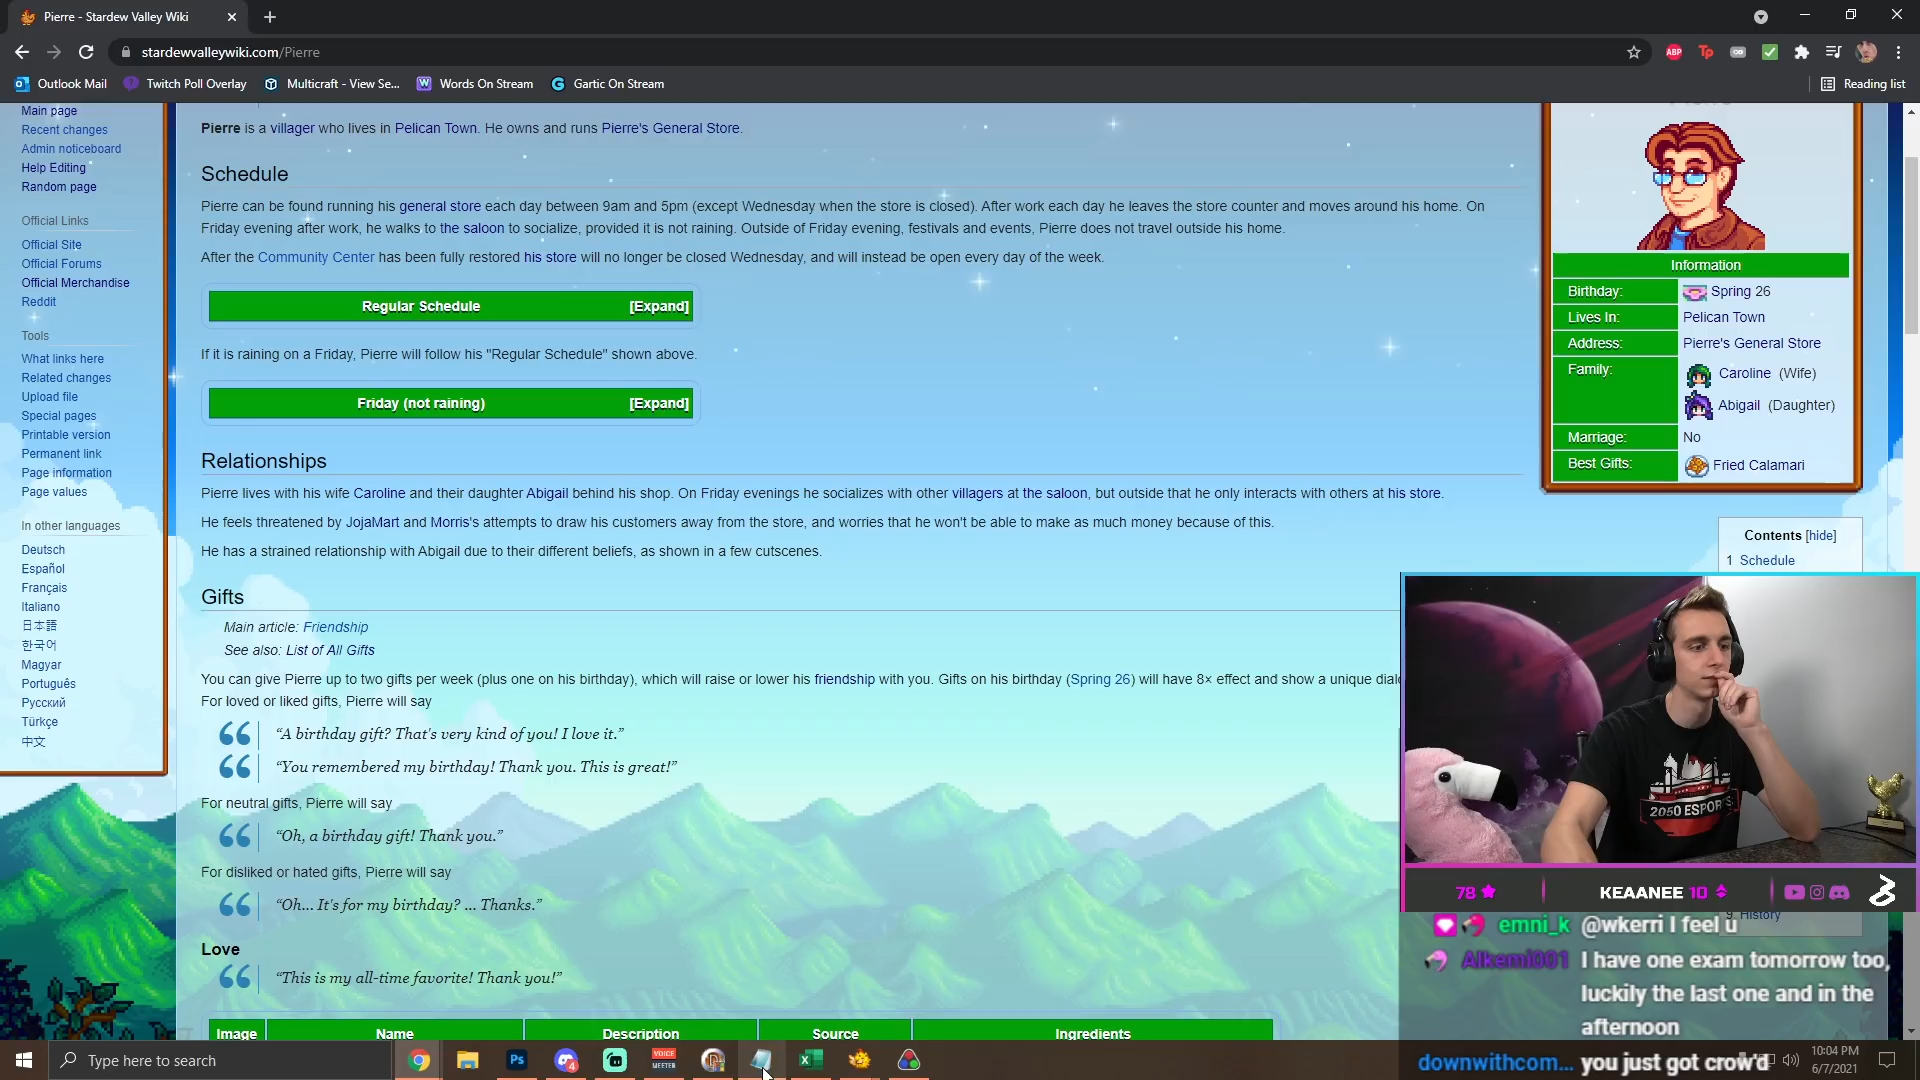 Pierre - Stardew Valley Wiki
stardewvalleywiki.com/Pierre
ABP
Tp
Outlook Mail
Twitch Poll Overlay
Multicraft - View Se...
Words On Stream
Gartic On Stream
Reading list
Main page
Recent changes
Admin noticeboard
Help Editing
Random page
Official Links
Official Site
Official Forums
Official Merchandise
Reddit
Tools
What links here
Related changes
Upload file
Special pages
Printable version
Permanent link
Page information
Page values
In other languages
Deutsch
Español
Français
Italiano
日本語
한국어
Magyar
Português
Русский
Türkçe
中文
Pierre is a villager who lives in Pelican Town. He owns and runs Pierre's General Store.
Schedule
Pierre can be found running his general store each day between 9am and 5pm (except Wednesday when the store is closed). After work each day he leaves the store counter and moves around his home. On
Friday evening after work, he walks to the saloon to socialize, provided it is not raining. Outside of Friday evening, festivals and events, Pierre does not travel outside his home.
After the Community Center has been fully restored his store will no longer be closed Wednesday, and will instead be open every day of the week.
Regular Schedule [Expand]
If it is raining on a Friday, Pierre will follow his "Regular Schedule" shown above.
Friday (not raining) [Expand]
Relationships
Pierre lives with his wife Caroline and their daughter Abigail behind his shop. On Friday evenings he socializes with other villagers at the saloon, but outside that he only interacts with others at his store.
He feels threatened by JojaMart and Morris's attempts to draw his customers away from the store, and worries that he won't be able to make as much money because of this.
He has a strained relationship with Abigail due to their different beliefs, as shown in a few cutscenes.
Gifts
Main article: Friendship
See also: List of All Gifts
You can give Pierre up to two gifts per week (plus one on his birthday), which will raise or lower his friendship with you. Gifts on his birthday (Spring 26) will have 8× effect and show a unique dialo
For loved or liked gifts, Pierre will say
“A birthday gift? That's very kind of you! I love it.”
“You remembered my birthday! Thank you. This is great!”
For neutral gifts, Pierre will say
“Oh, a birthday gift! Thank you.”
For disliked or hated gifts, Pierre will say
“Oh... It's for my birthday? ... Thanks.”
Love
“This is my all-time favorite! Thank you!”
Image Name Description Source Ingredients
Information
Birthday: Spring 26
Lives In: Pelican Town
Address: Pierre's General Store
Family: Caroline (Wife)
Abigail (Daughter)
Marriage: No
Best Gifts: Fried Calamari
Contents [hide]
1 Schedule
2050 ESPORTS
78 KEAANEE 10
9 History
emni_k @wkerri I feel u
Alkemi001 I have one exam tomorrow too,
luckily the last one and in the
afternoon
downwithcom... you just got crow'd
Type here to search
Ps
4
VOICE
MEETER
10:04 PM
6/7/2021